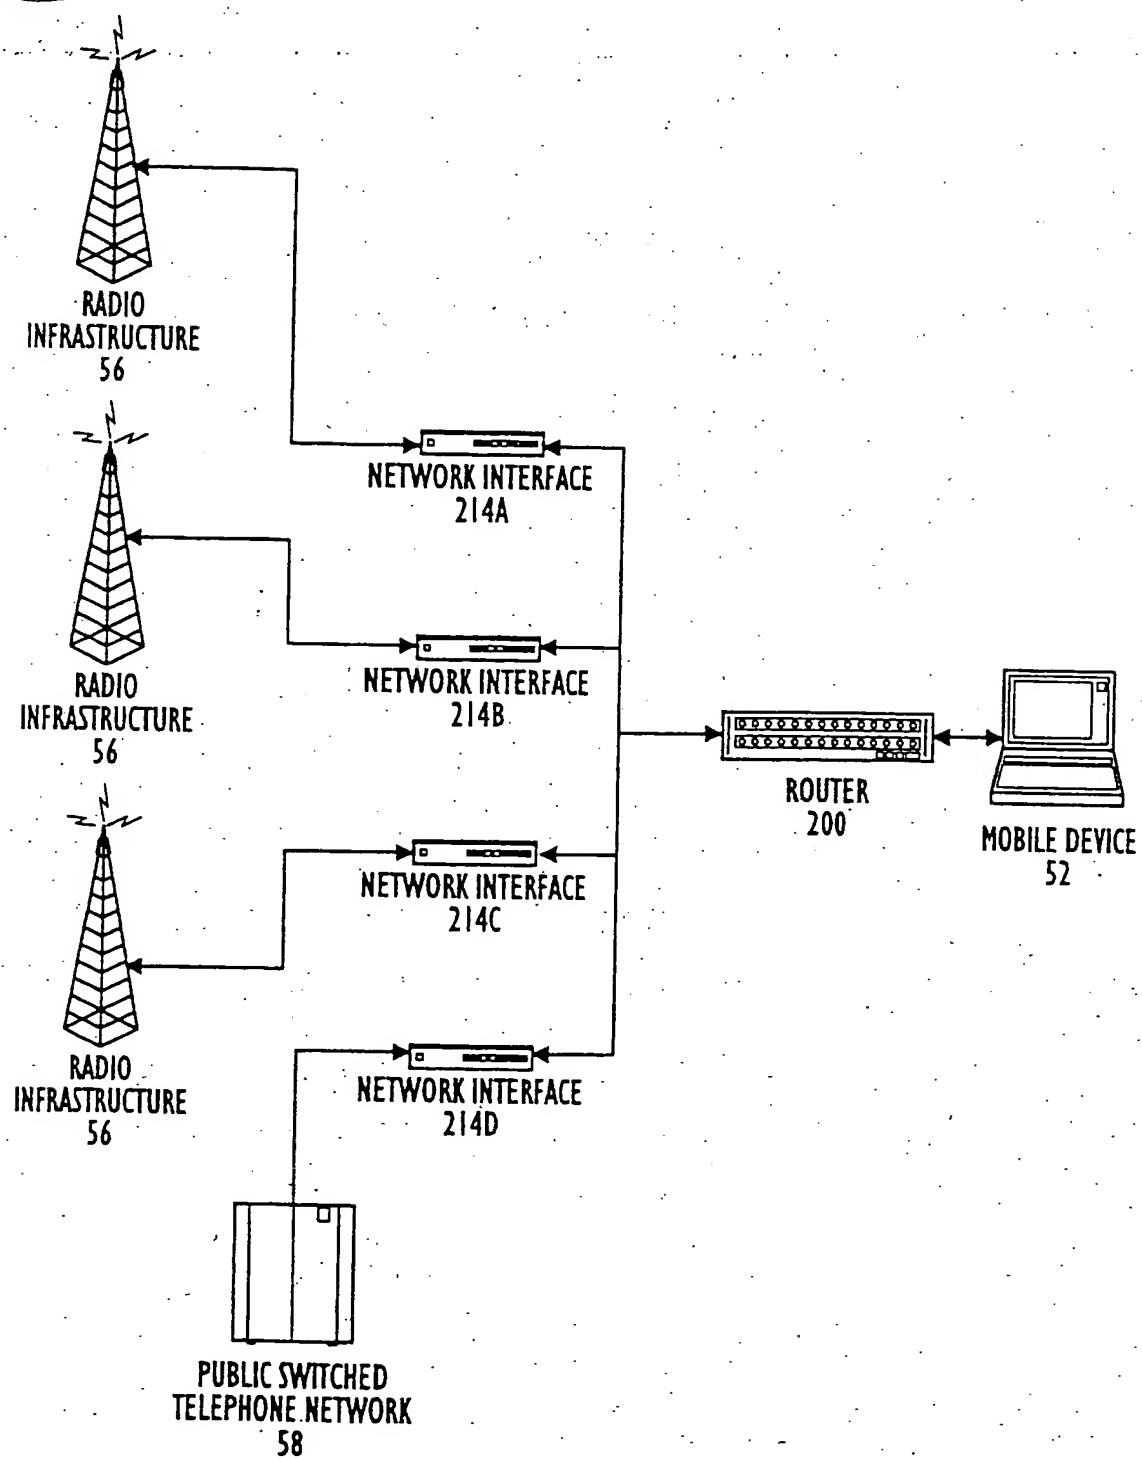 RADIO
INFRASTRUCTURE
56
NETWORK INTERFACE
214A
RADIO
INFRASTRUCTURE
56
NETWORK INTERFACE
214B
ROUTER
200
MOBILE DEVICE
52
NETWORK INTERFACE
214C
RADIO
INFRASTRUCTURE
56
NETWORK INTERFACE
214D
PUBLIC SWITCHED
TELEPHONE NETWORK
58